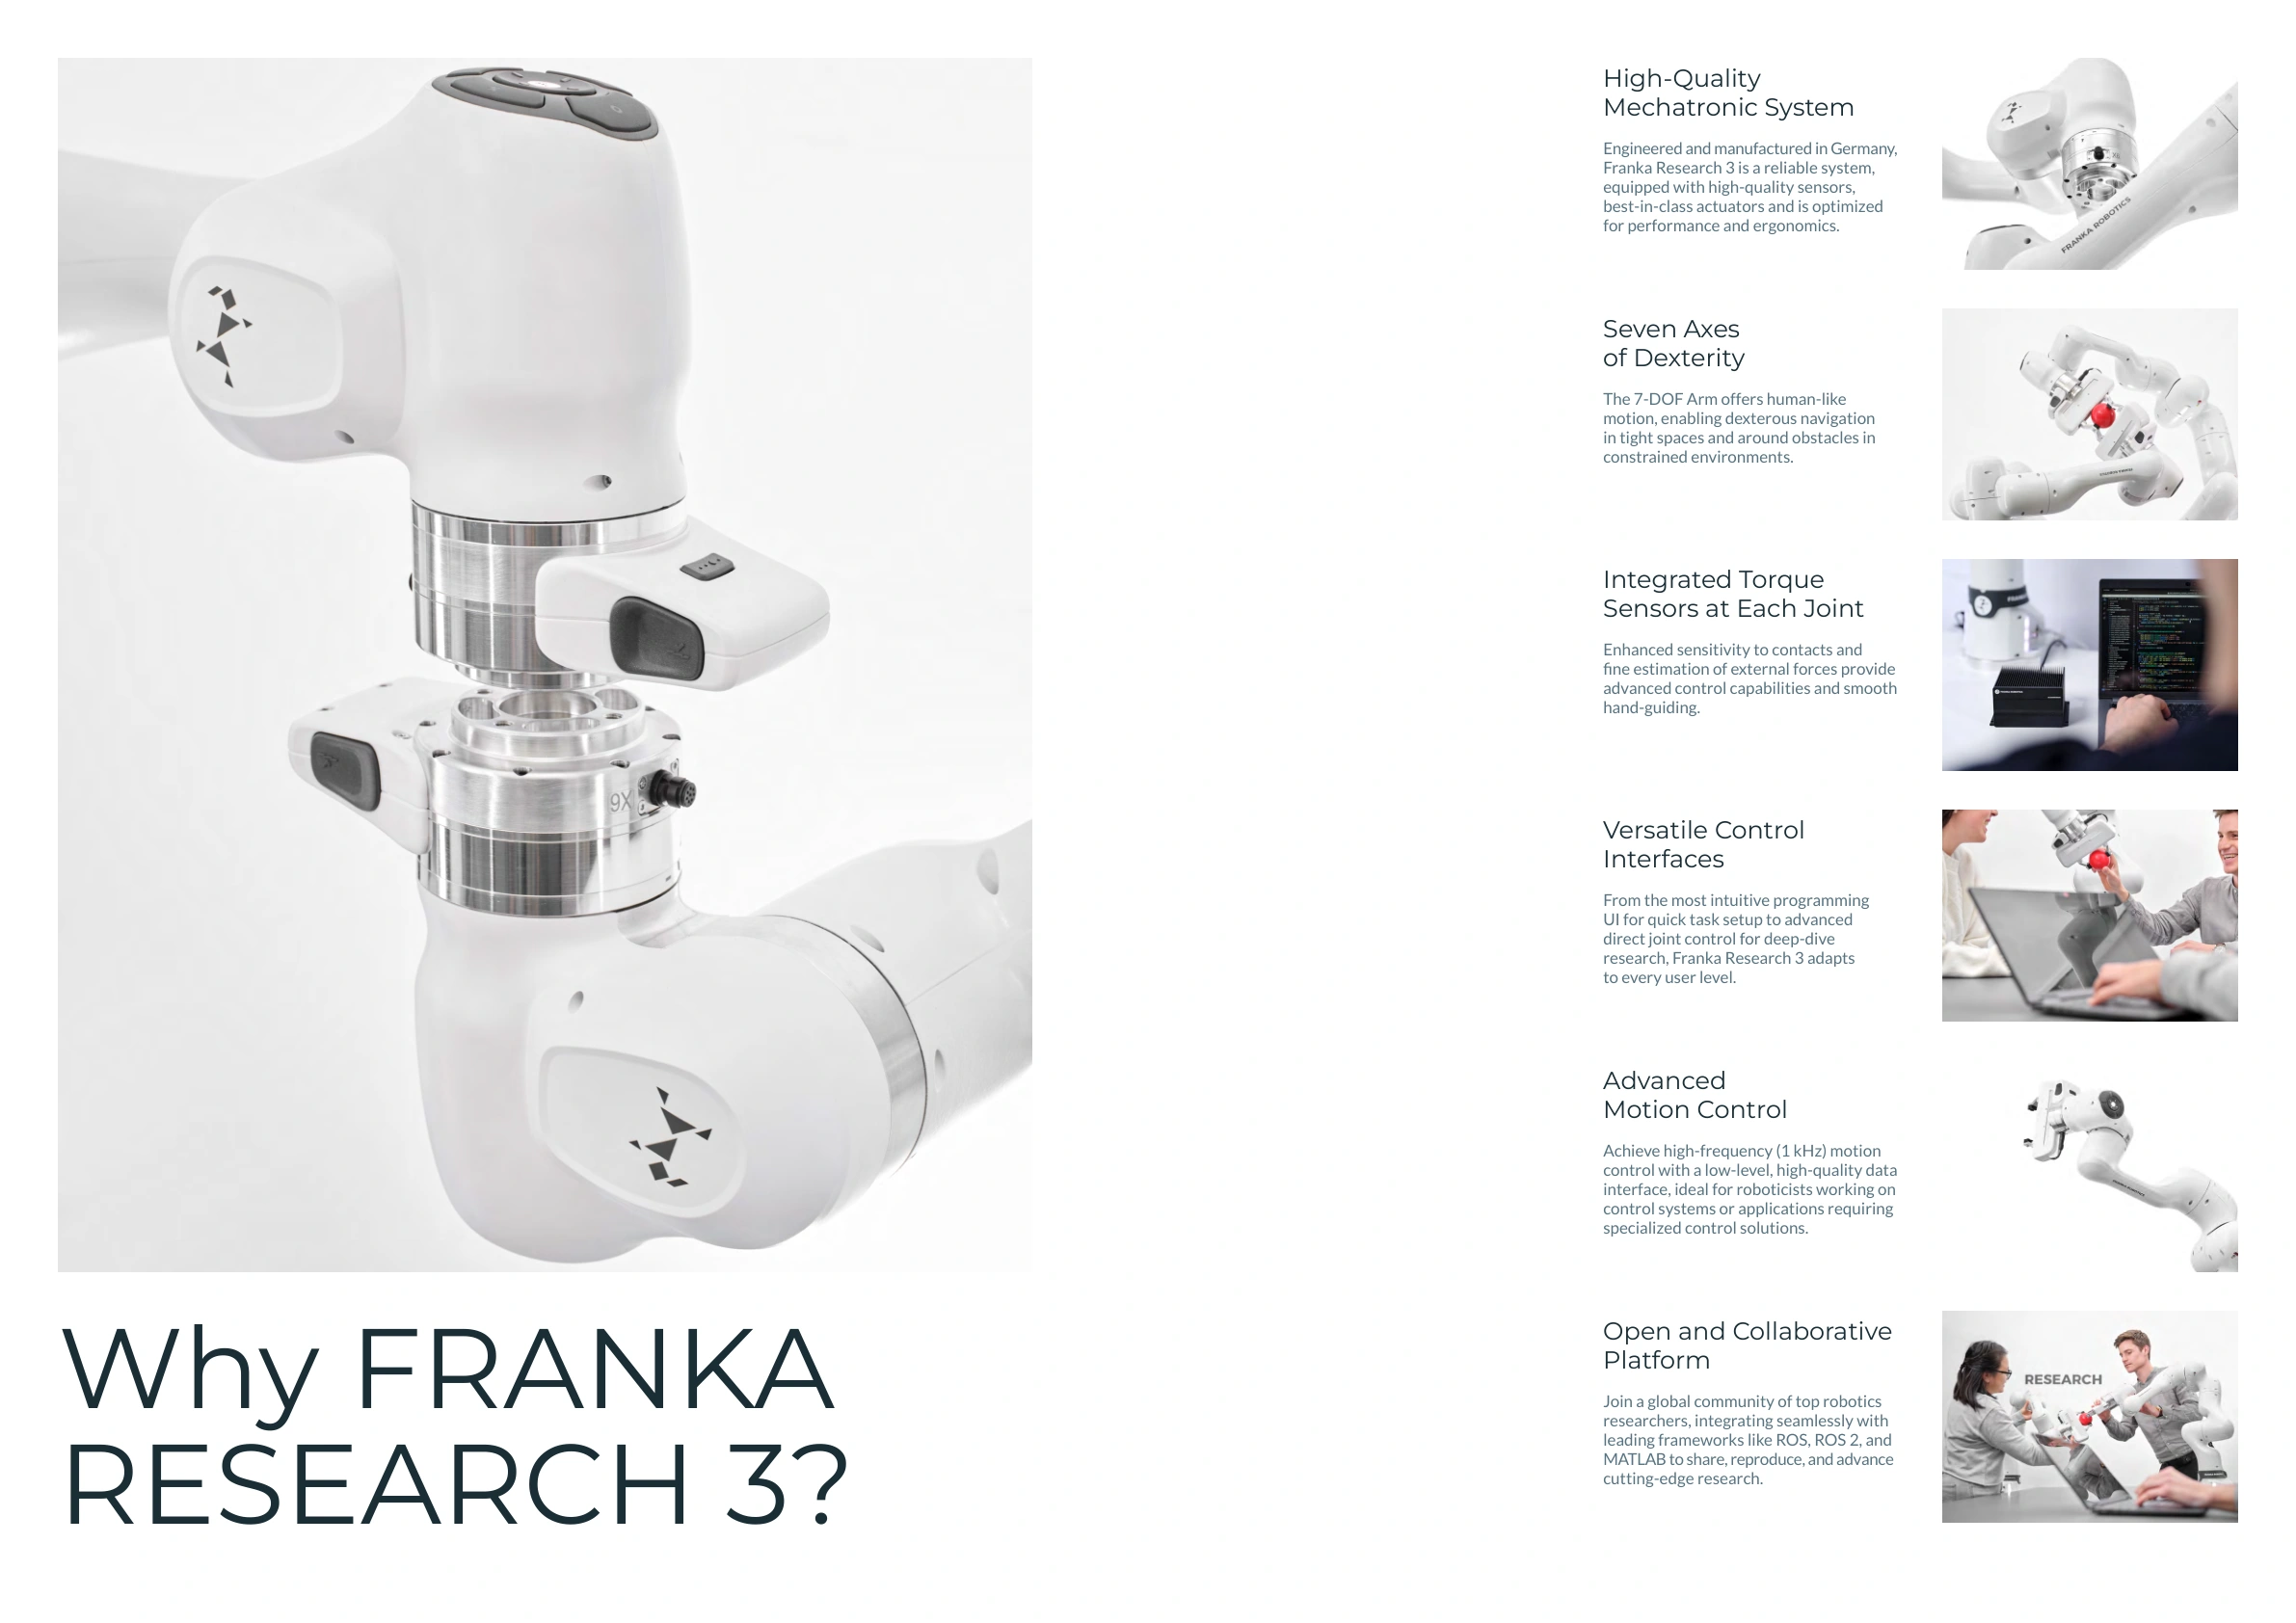 Why FRANKA
RESEARCH 3?
High-Quality
Mechatronic System
Engineered and manufactured in Germany,
Franka Research 3 is a reliable system,
equipped with high-quality sensors,
best-in-class actuators and is optimized
for performance and ergonomics.
FRANKA ROBOTICS
Seven Axes
of Dexterity
The 7-DOF Arm offers human-like
motion, enabling dexterous navigation
in tight spaces and around obstacles in
constrained environments.
Integrated Torque
Sensors at Each Joint
Enhanced sensitivity to contacts and
fine estimation of external forces provide
advanced control capabilities and smooth
hand-guiding.
Versatile Control
Interfaces
From the most intuitive programming
UI for quick task setup to advanced
direct joint control for deep-dive
research, Franka Research 3 adapts
to every user level.
Advanced
Motion Control
Achieve high-frequency (1 kHz) motion
control with a low-level, high-quality data
interface, ideal for roboticists working on
control systems or applications requiring
specialized control solutions.
Open and Collaborative
Platform
Join a global community of top robotics
researchers, integrating seamlessly with
leading frameworks like ROS, ROS 2, and
MATLAB to share, reproduce, and advance
cutting-edge research.
RESEARCH